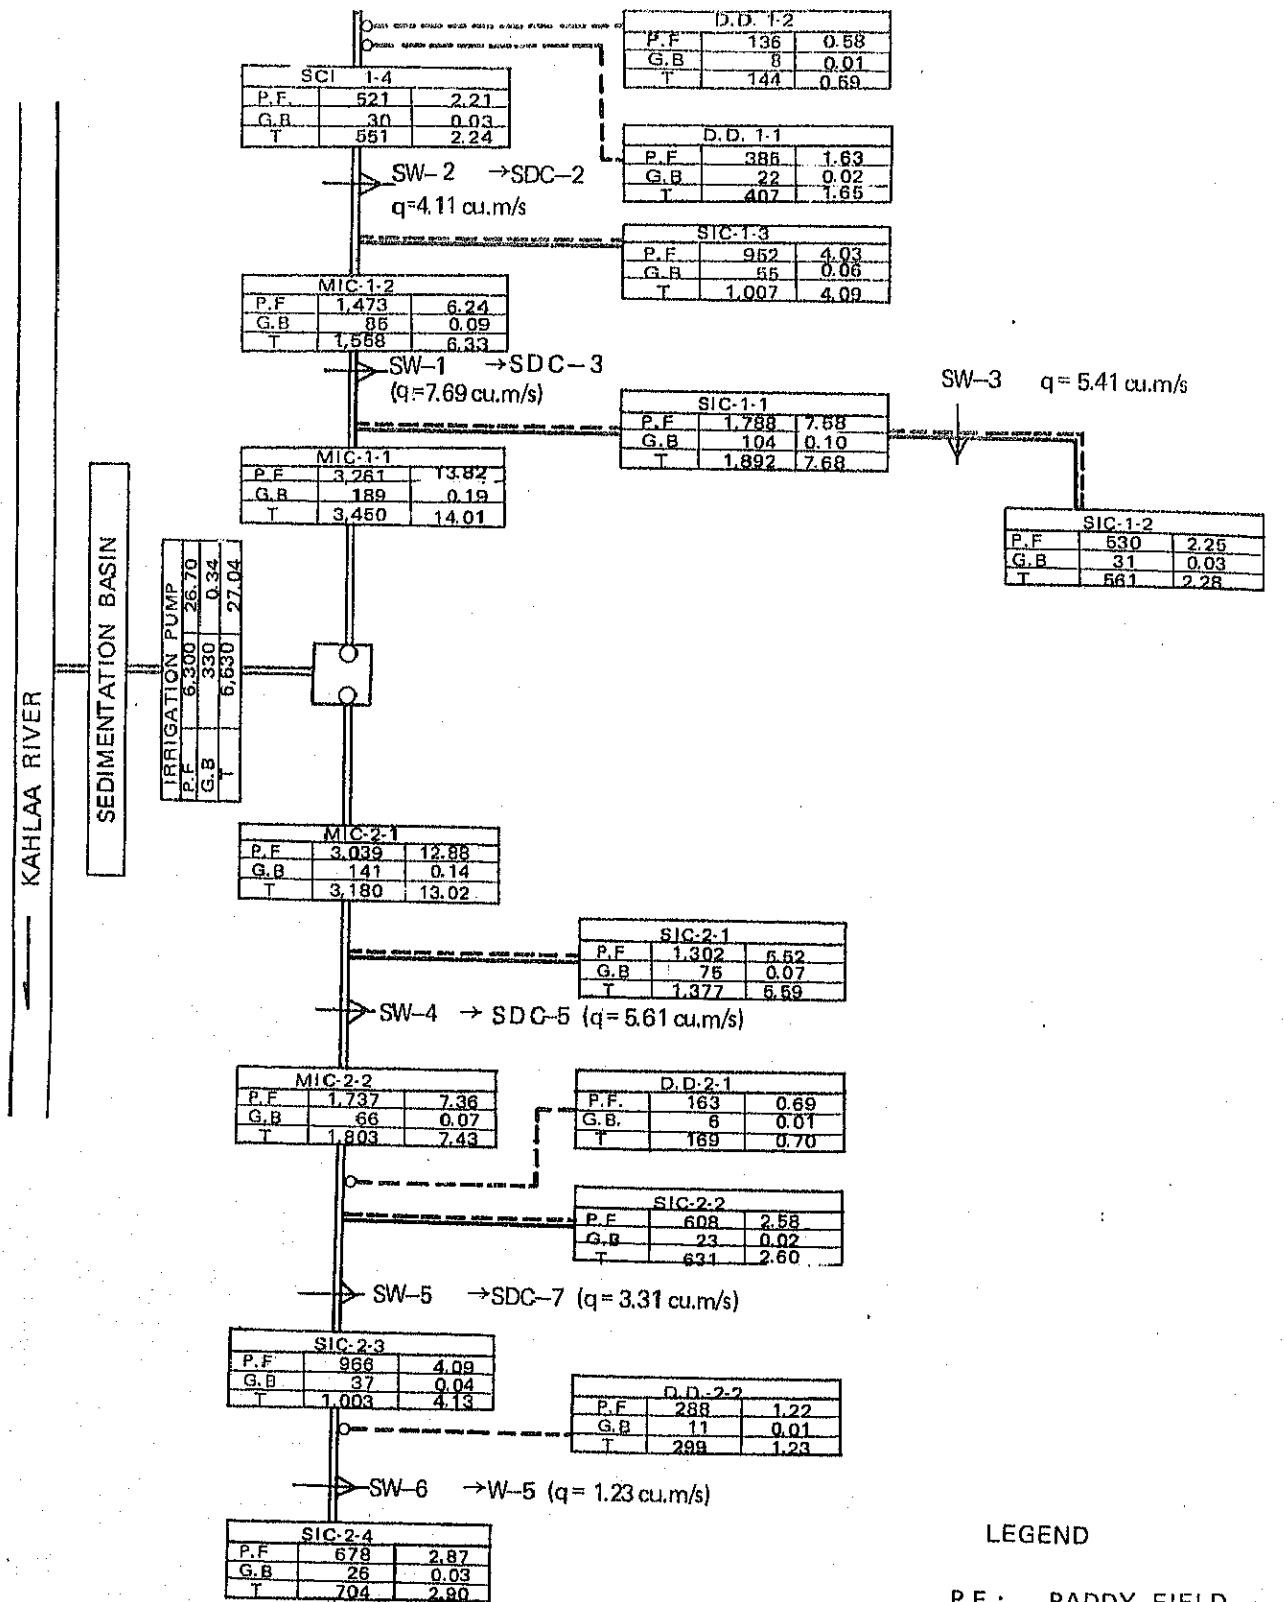 D.D. 1-2
P.F 136 0.58
G.B 8 0.01
T 144 0.59
SCI 1-4
P.F. 521 2.21
G.B 30 0.03
T 551 2.24
D.D. 1-1
P.F 385 1.63
G.B 22 0.02
T 407 1.65
SW-2 →SDC-2
q=4.11 cu.m/s
SIC-1-3
P.F 952 4.03
G.B 55 0.06
T 1,007 4.09
MIC-1-2
P.F 1,473 6.24
G.B 85 0.09
T 1,558 6.33
SW-1 →SDC-3
(q=7.69 cu.m/s)
SIC-1-1
P.F 1,788 7.58
G.B 104 0.10
T 1,892 7.68
SW-3 q=5.41 cu.m/s
MIC-1-1
P.F 3,261 13.82
G.B 189 0.19
T 3,450 14.01
SIC-1-2
P.F 530 2.25
G.B 31 0.03
T 561 2.28
KAHLAA RIVER
SEDIMENTATION BASIN
IRRIGATION PUMP
P.F 6,300 26.70
G.B 330 0.34
T 6,630 27.04
MIC-2-1
P.F 3,039 12.88
G.B 141 0.14
T 3,180 13.02
SIC-2-1
P.F 1,302 5.52
G.B 75 0.07
T 1,377 5.59
SW-4 → SDC-5 (q=5.61 cu.m/s)
MIC-2-2
P.F 1,737 7.36
G.B 66 0.07
T 1,803 7.43
D.D-2-1
P.F. 163 0.69
G.B. 6 0.01
T 169 0.70
SIC-2-2
P.F 608 2.58
G.B 23 0.02
T 631 2.60
SW-5 →SDC-7 (q=3.31 cu.m/s)
SIC-2-3
P.F 966 4.09
G.B 37 0.04
T 1,003 4.13
D.D.-2-2
P.F 288 1.22
G.B 11 0.01
T 299 1.23
SW-6 →W-5 (q=1.23 cu.m/s)
SIC-2-4
P.F 678 2.87
G.B 26 0.03
T 704 2.90
LEGEND
P.F : PADDY FIELD